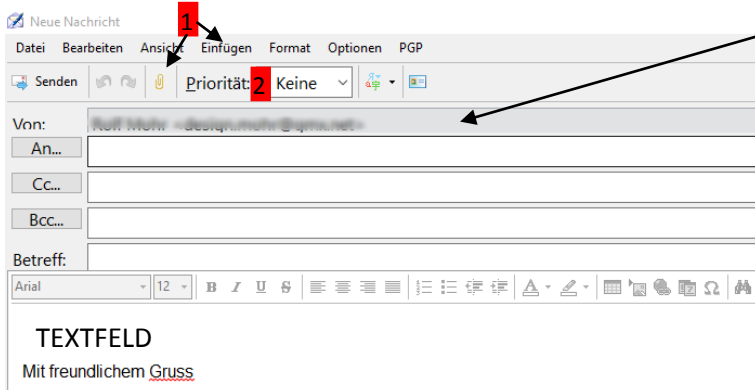 Neue Nachricht
1
Datei Bearbeiten Ansicht Einfügen Format Optionen PGP
Senden Priorität: 2 Keine
Von:
An...
Cc...
Bcc...
Betreff:
Arial 12 B I U S A Ω
TEXTFELD
Mit freundlichem Gruss